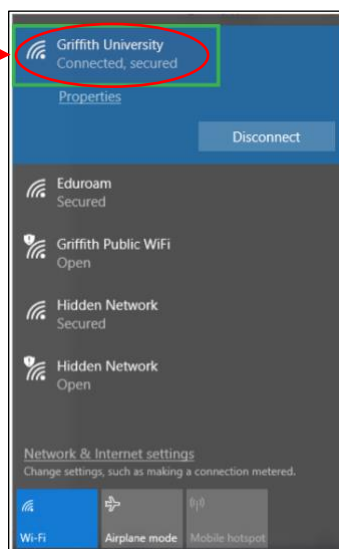 Griffith University
Connected, secured
Properties
Disconnect
Eduroam
Secured
Griffith Public WiFi
Open
Hidden Network
Secured
Hidden Network
Open
Network & Internet settings
Change settings, such as making a connection metered.
Wi-Fi
Airplane mode
Mobile hotspot